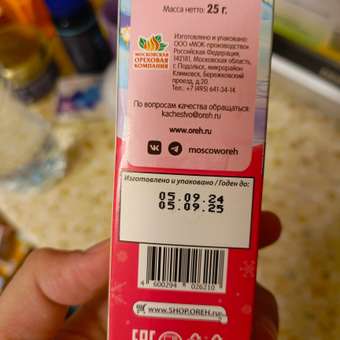 Масса нетто: 25 г.
МОСКОВСКАЯ
ОРЕХОВАЯ
КОМПАНИЯ
Изготовлено и упаковано:
ООО «МОК-производство»
Российская Федерация,
142181, Московская область,
г. Подольск, микрорайон
Климовск, Бережковский
проезд, д.20.
Тел.: +7 (495) 641-34-14.
По вопросам качества обращаться
kachestvo@oreh.ru
www.oreh.ru
moscoworeh
Изготовлено и упаковано / Годен до:
05.09.24
05.09.25
4 600294 026210
WWW.SHOP.OREH.RU
EAC